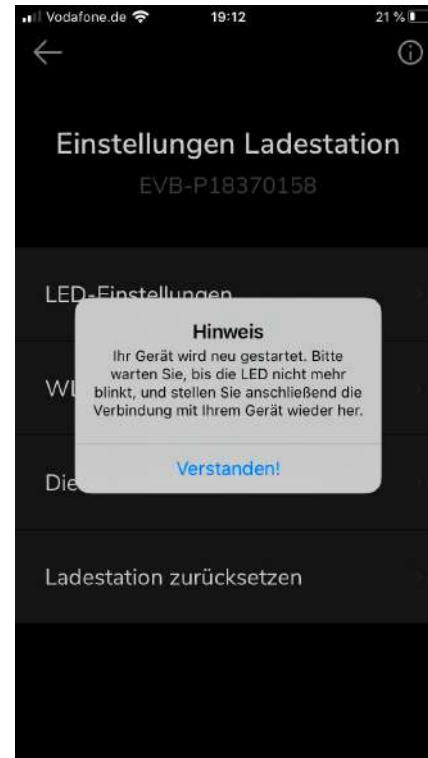 Vodafone.de 19:12 21 %
Einstellungen Ladestation
EVB-P18370158
LED-Einstellungen
Hinweis
Ihr Gerät wird neu gestartet. Bitte
warten Sie, bis die LED nicht mehr
blinkt, und stellen Sie anschließend die
Verbindung mit Ihrem Gerät wieder her.
WL
Verstanden!
Die
Ladestation zurücksetzen